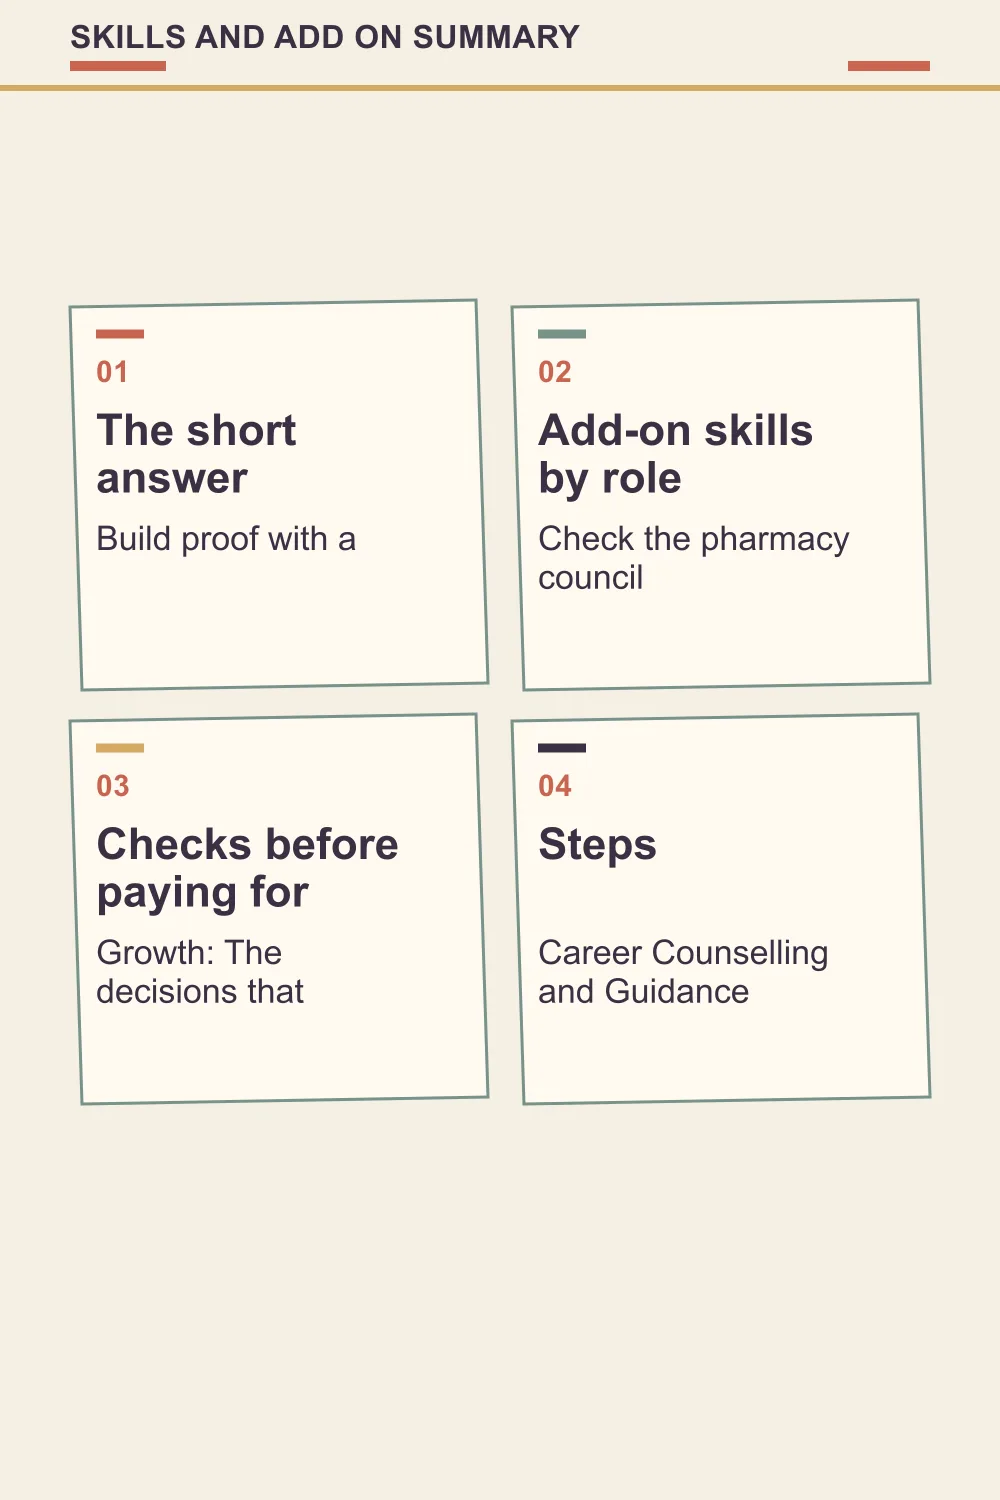 SKILLS AND ADD ON SUMMARY
01
The short
answer
Build proof with a
02
Add-on skills
by role
Check the pharmacy
council
03
Checks before
paying for
Growth: The
decisions that
04
Steps
Career Counselling
and Guidance